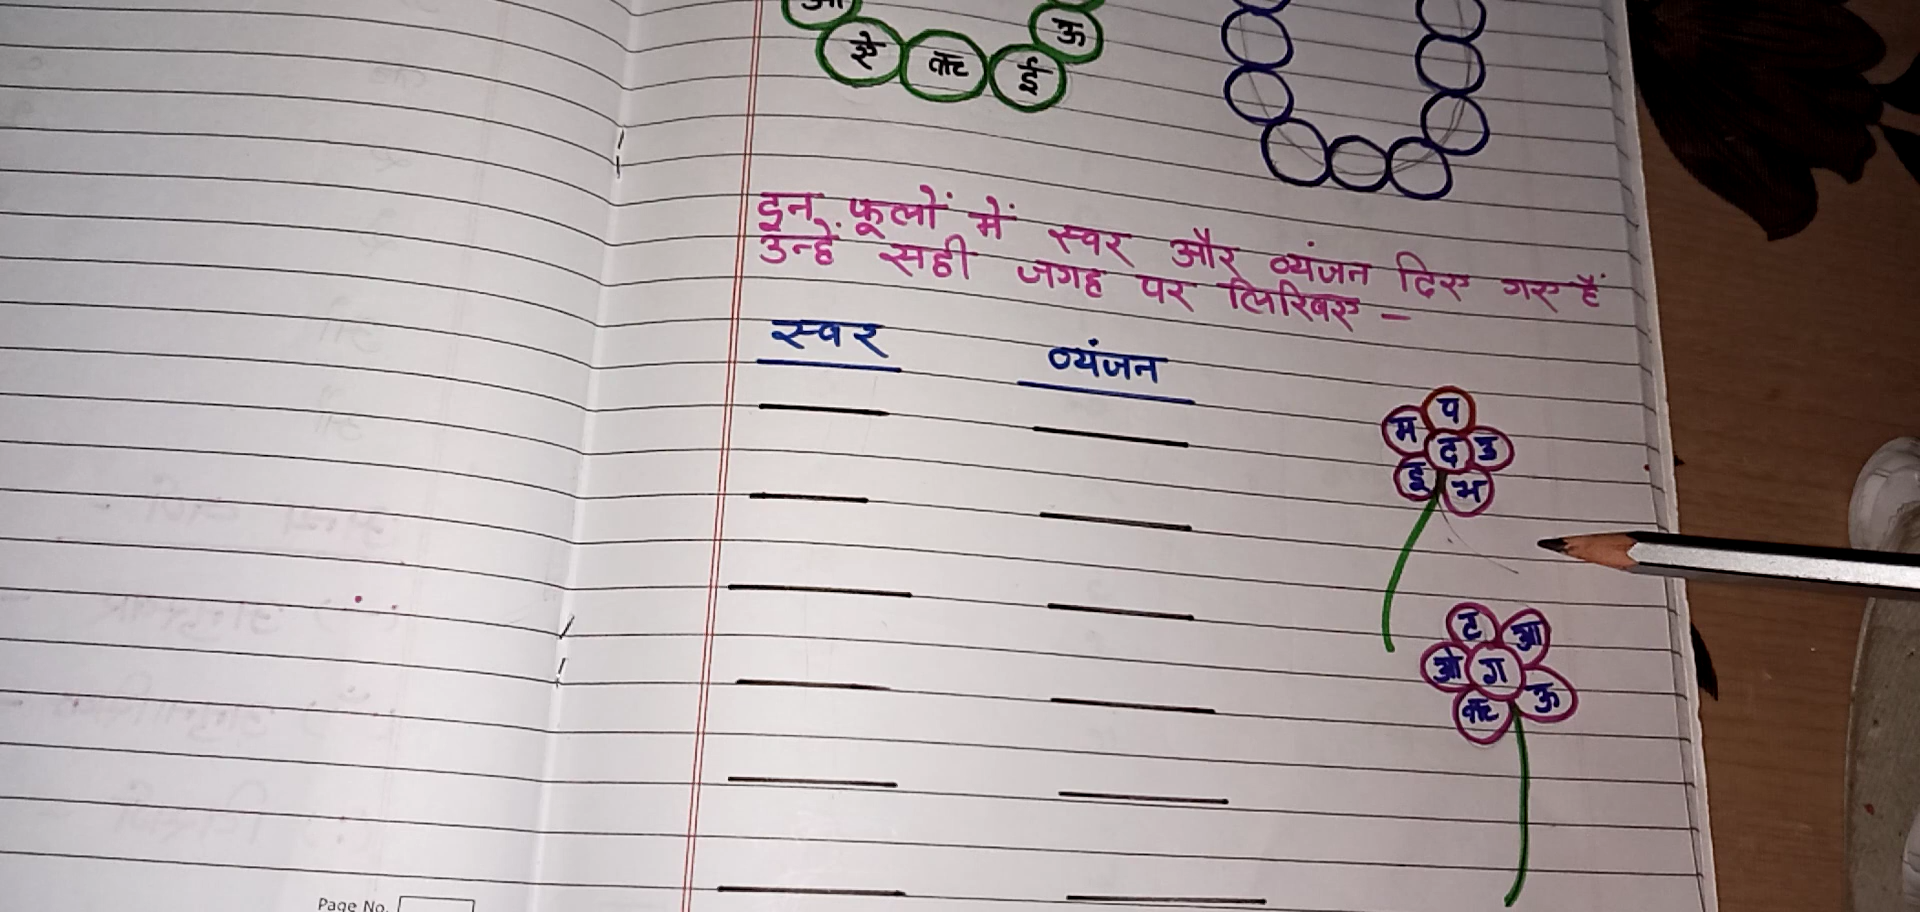 ऐ ऋ ई ऊ
इन फूलों में स्वर और व्यंजन दिए गए हैं
उन्हें सही जगह पर लिखिए -
स्वर व्यंजन
प
म द उ
इ भ
ट आ
ओ ग ऊ
ऋ
Page No.